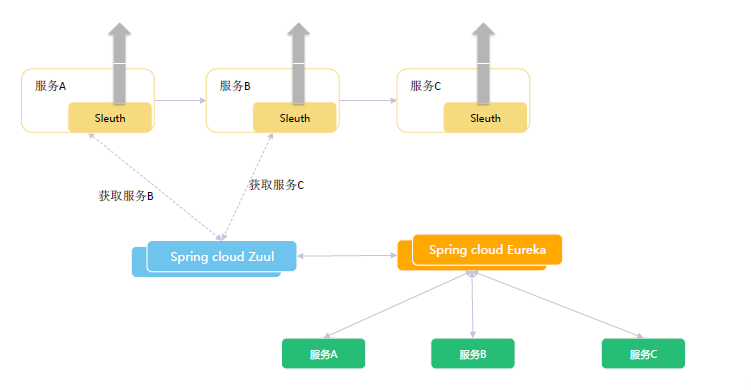 服务A
服务B
服务C
Sleuth
Sleuth
Sleuth
获取服务B
获取服务C
Spring cloud Zuul
Spring cloud Eureka
服务A
服务B
服务C